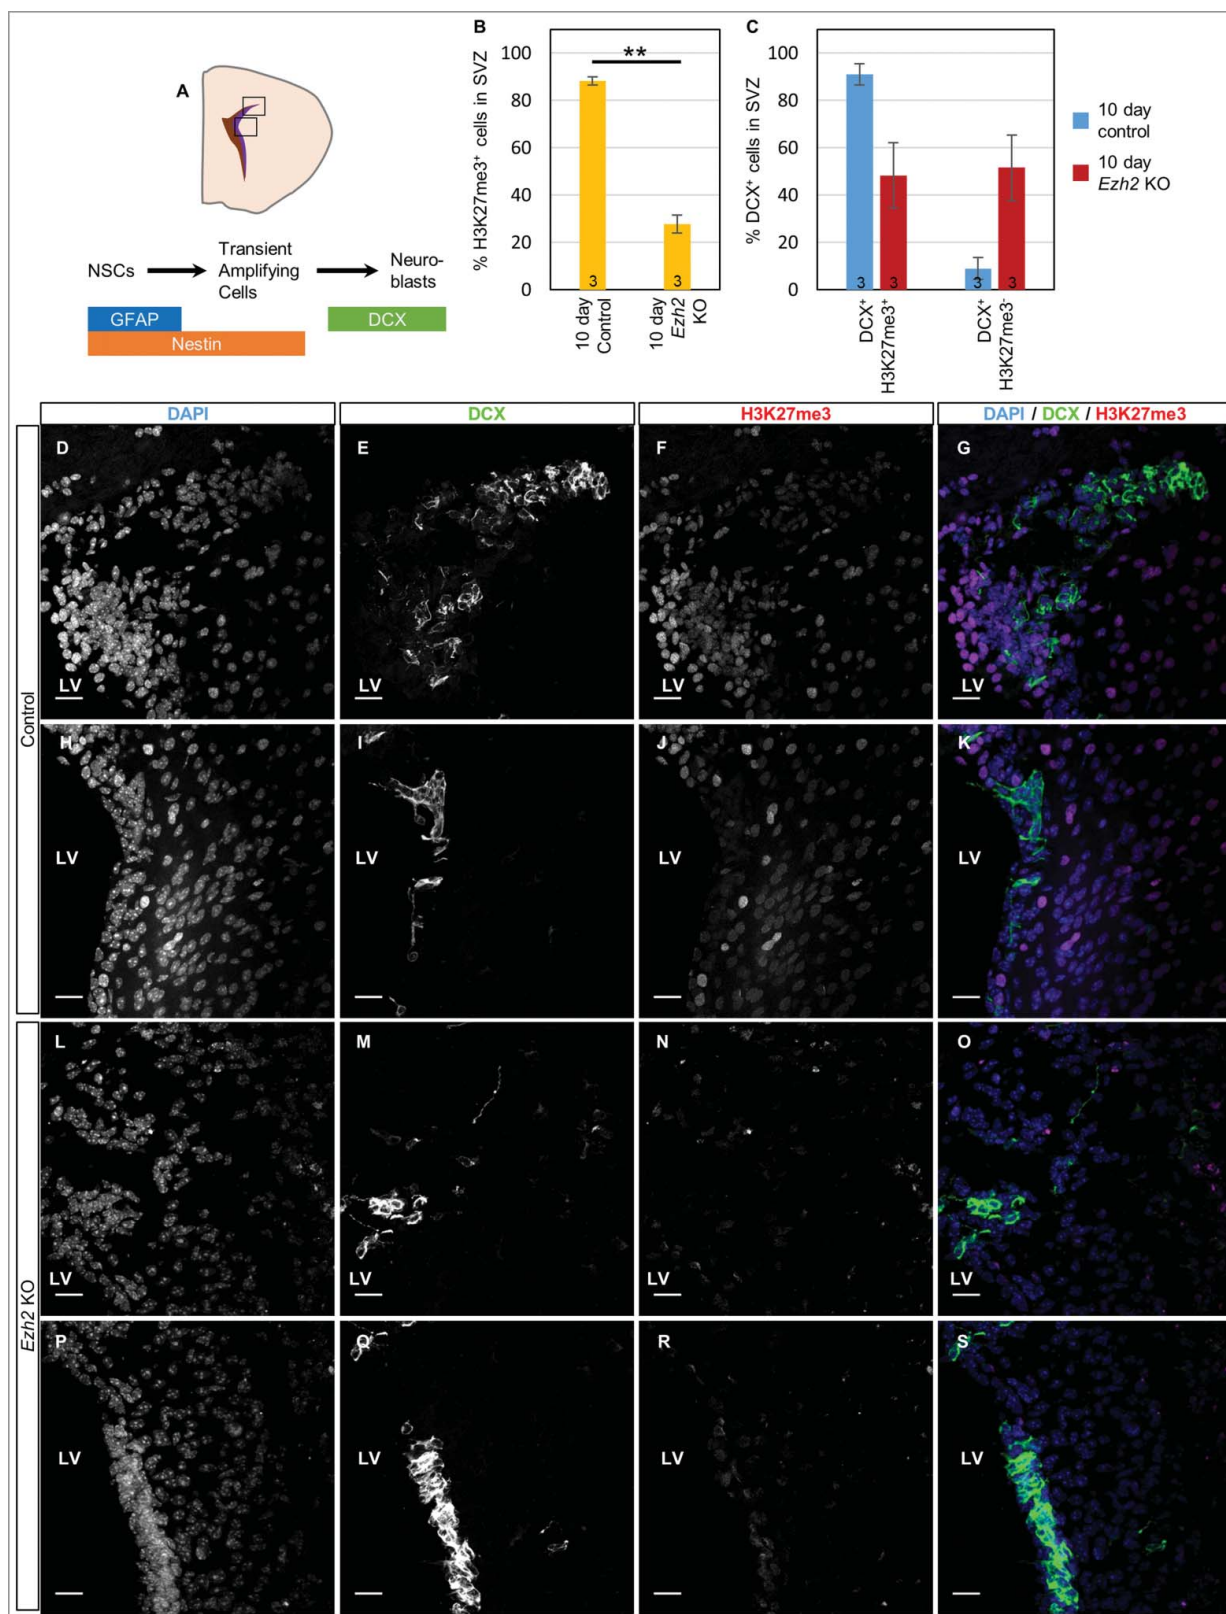 A
NSCs
Transient
Amplifying
Cells
Neuro-
blasts
GFAP
DCX
Nestin
B
% H3K27me3⁺ cells in SVZ
100
80
60
40
20
0
**
3
3
10 day
Control
10 day
Ezh2
KO
C
% DCX⁺ cells in SVZ
100
80
60
40
20
0
3
3
3
3
DCX⁺
H3K27me3⁺
DCX⁺
H3K27me3⁻
10 day
control
10 day
Ezh2 KO
DAPI
DCX
H3K27me3
DAPI / DCX / H3K27me3
Control
D
LV
E
LV
F
LV
G
LV
H
LV
I
LV
J
LV
K
LV
Ezh2 KO
L
LV
M
LV
N
LV
O
LV
P
LV
Q
LV
R
LV
S
LV